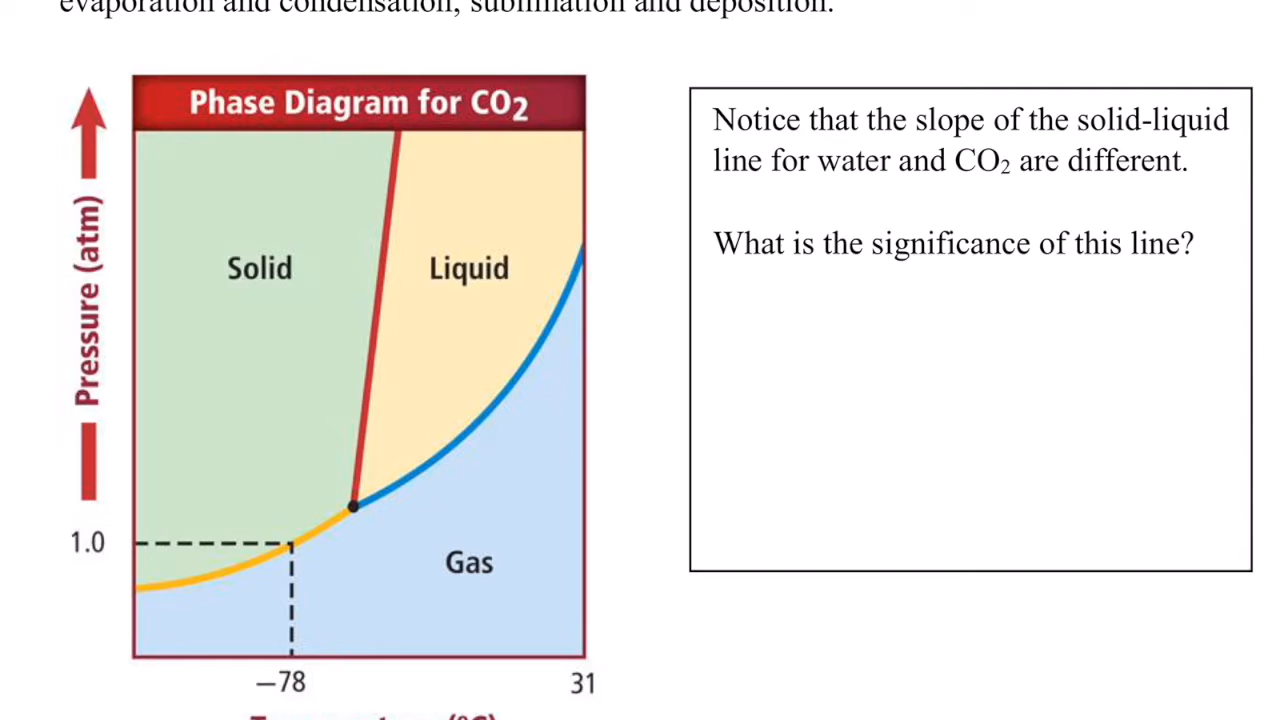 evaporation and condensation; sublimation and deposition.
Phase Diagram for CO₂
Pressure (atm)
Solid
Liquid
Gas
1.0
–78
31
Notice that the slope of the solid-liquid
line for water and CO₂ are different.
What is the significance of this line?